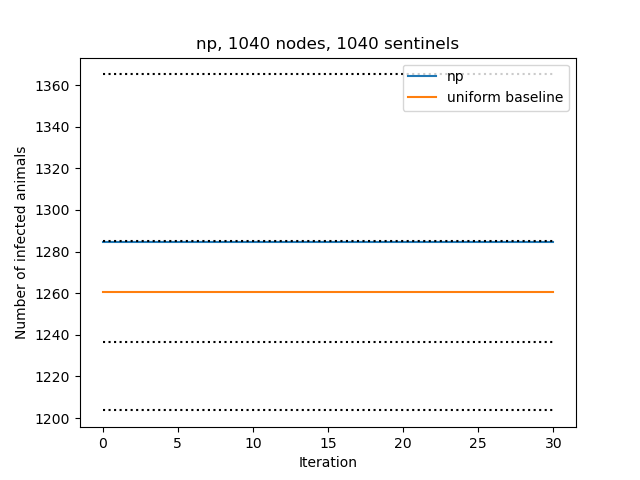 np, 1040 nodes, 1040 sentinels
np
uniform baseline
Number of infected animals
1360
1340
1320
1300
1280
1260
1240
1220
1200
0 5 10 15 20 25 30
Iteration